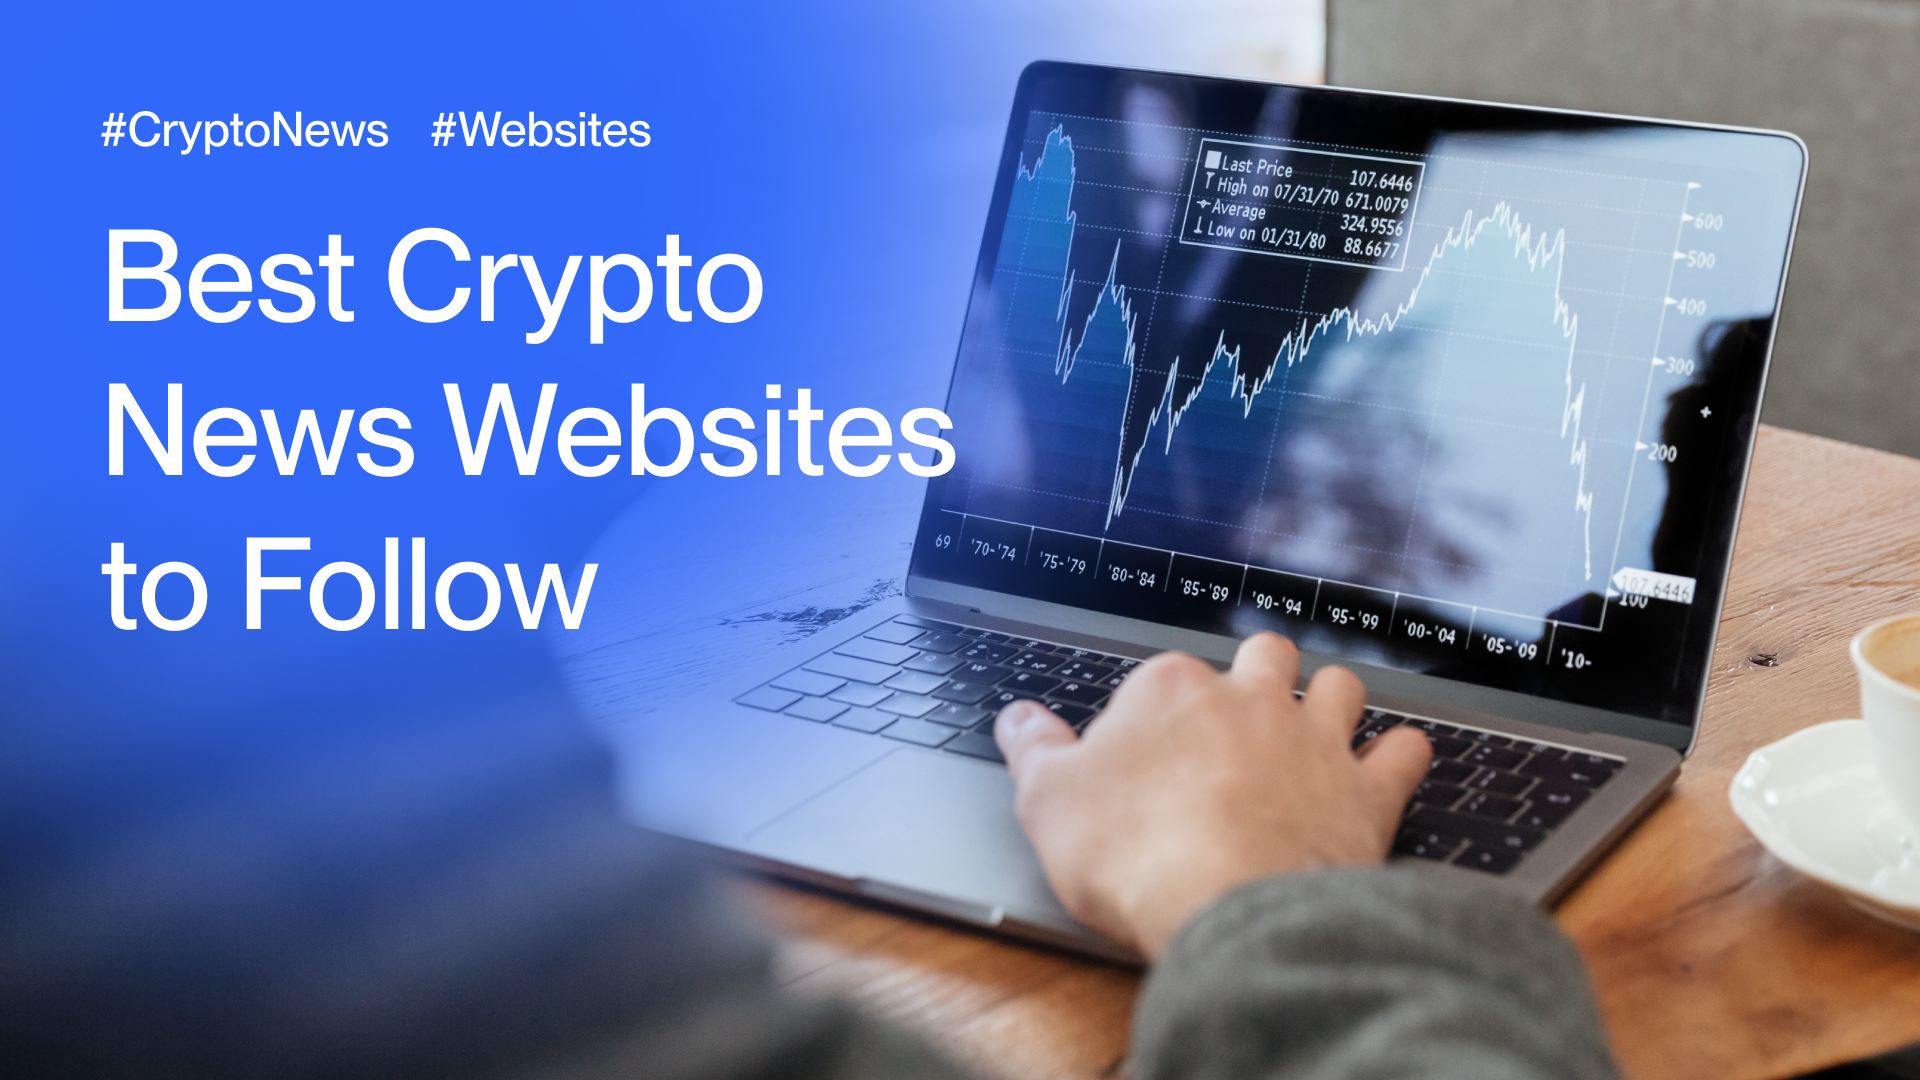 #CryptoNews #Websites
Best Crypto
News Websites
to Follow
Last Price 107.6446
High on 07/31/70 671.0079
Average 324.9556
Low on 01/31/80 88.6677
600
500
400
300
200
107.6446
100
69 '70-'74 '75-'79 '80-'84 '85-'89 '90-'94 '95-'99 '00-'04 '05-'09 '10-